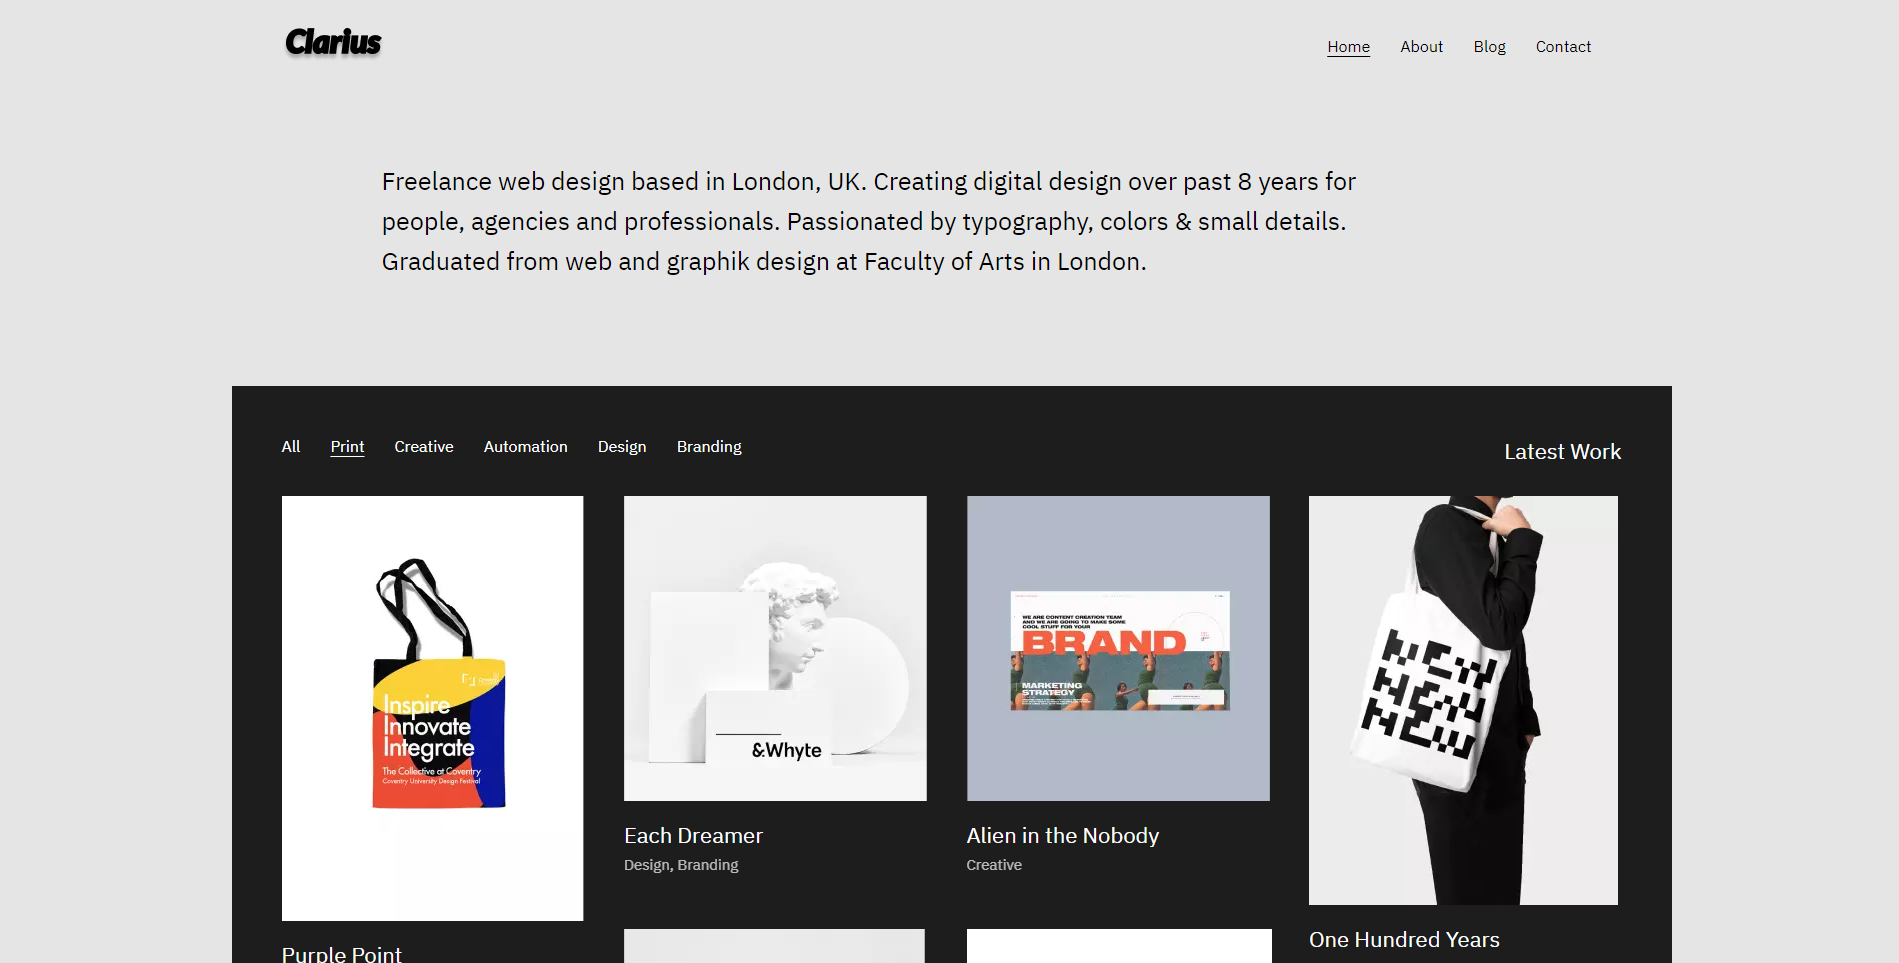 Clarius
Home About Blog Contact
Freelance web design based in London, UK. Creating digital design over past 8 years for
people, agencies and professionals. Passionated by typography, colors & small details.
Graduated from web and graphik design at Faculty of Arts in London.
All Print Creative Automation Design Branding
Latest Work
Inspire
Innovate
Integrate
The Collective at Coventry
Coventry University Design Festival
Purple Point
&Whyte
Each Dreamer
Design, Branding
WE ARE CONTENT CREATION TEAM
AND WE ARE GOING TO MAKE SOME
COOL STUFF FOR YOUR
BRAND
MARKETING
STRATEGY
Alien in the Nobody
Creative
NEW
NEW
NEW
One Hundred Years